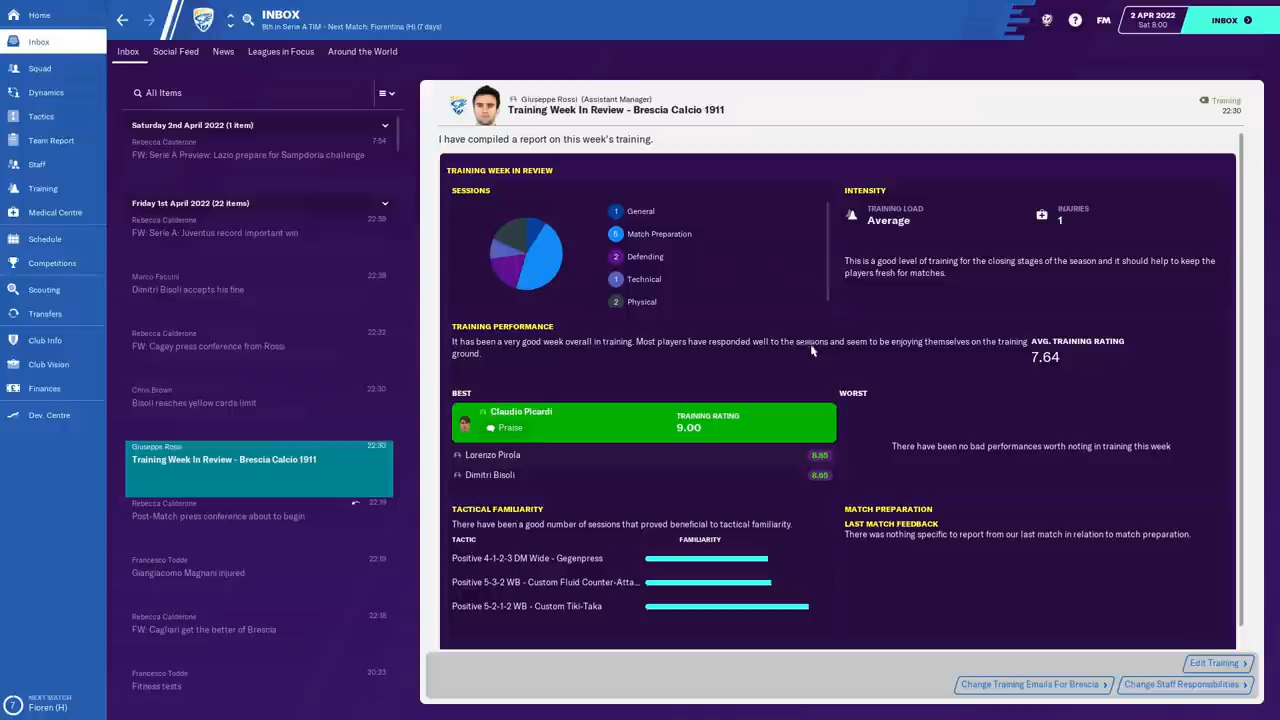 Home
Inbox
Squad
Dynamics
Tactics
Team Report
Staff
Training
Medical Centre
Schedule
Competitions
Scouting
Transfers
Club Info
Club Vision
Finances
Dev. Centre
7
NEXT MATCH
Fioren (H)
INBOX
8th in Serie A TIM - Next Match: Fiorentina (H) (7 days)
?
FM
2 APR 2022
Sat 8:00
INBOX
Inbox
Social Feed
News
Leagues in Focus
Around the World
All Items
Saturday 2nd April 2022 (1 item)
Rebecca Calderone
7:54
FW: Serie A Preview: Lazio prepare for Sampdoria challenge
Friday 1st April 2022 (22 items)
Rebecca Calderone
22:59
FW: Serie A: Juventus record important win
Marco Faccini
22:38
Dimitri Bisoli accepts his fine
Rebecca Calderone
22:32
FW: Cagey press conference from Rossi
Chris Brown
22:30
Bisoli reaches yellow cards limit
Giuseppe Rossi
22:30
Training Week In Review - Brescia Calcio 1911
Rebecca Calderone
22:19
Post-Match press conference about to begin
Francesco Todde
22:19
Giangiacomo Magnani injured
Rebecca Calderone
22:18
FW: Cagliari get the better of Brescia
Francesco Todde
20:23
Fitness tests
Giuseppe Rossi (Assistant Manager)
Training Week In Review - Brescia Calcio 1911
Training
22:30
I have compiled a report on this week's training.
TRAINING WEEK IN REVIEW
SESSIONS
1 General
5 Match Preparation
2 Defending
1 Technical
2 Physical
INTENSITY
TRAINING LOAD
Average
INJURIES
1
This is a good level of training for the closing stages of the season and it should help to keep the
players fresh for matches.
TRAINING PERFORMANCE
It has been a very good week overall in training. Most players have responded well to the sessions and seem to be enjoying themselves on the training
ground.
AVG. TRAINING RATING
7.64
BEST
Claudio Picardi
Praise
TRAINING RATING
9.00
Lorenzo Pirola
8.85
Dimitri Bisoli
8.65
WORST
There have been no bad performances worth noting in training this week
TACTICAL FAMILIARITY
There have been a good number of sessions that proved beneficial to tactical familiarity.
TACTIC
FAMILIARITY
Positive 4-1-2-3 DM Wide - Gegenpress
Positive 5-3-2 WB - Custom Fluid Counter-Atta...
Positive 5-2-1-2 WB - Custom Tiki-Taka
MATCH PREPARATION
LAST MATCH FEEDBACK
There was nothing specific to report from our last match in relation to match preparation.
Edit Training
Change Training Emails For Brescia
Change Staff Responsibilities